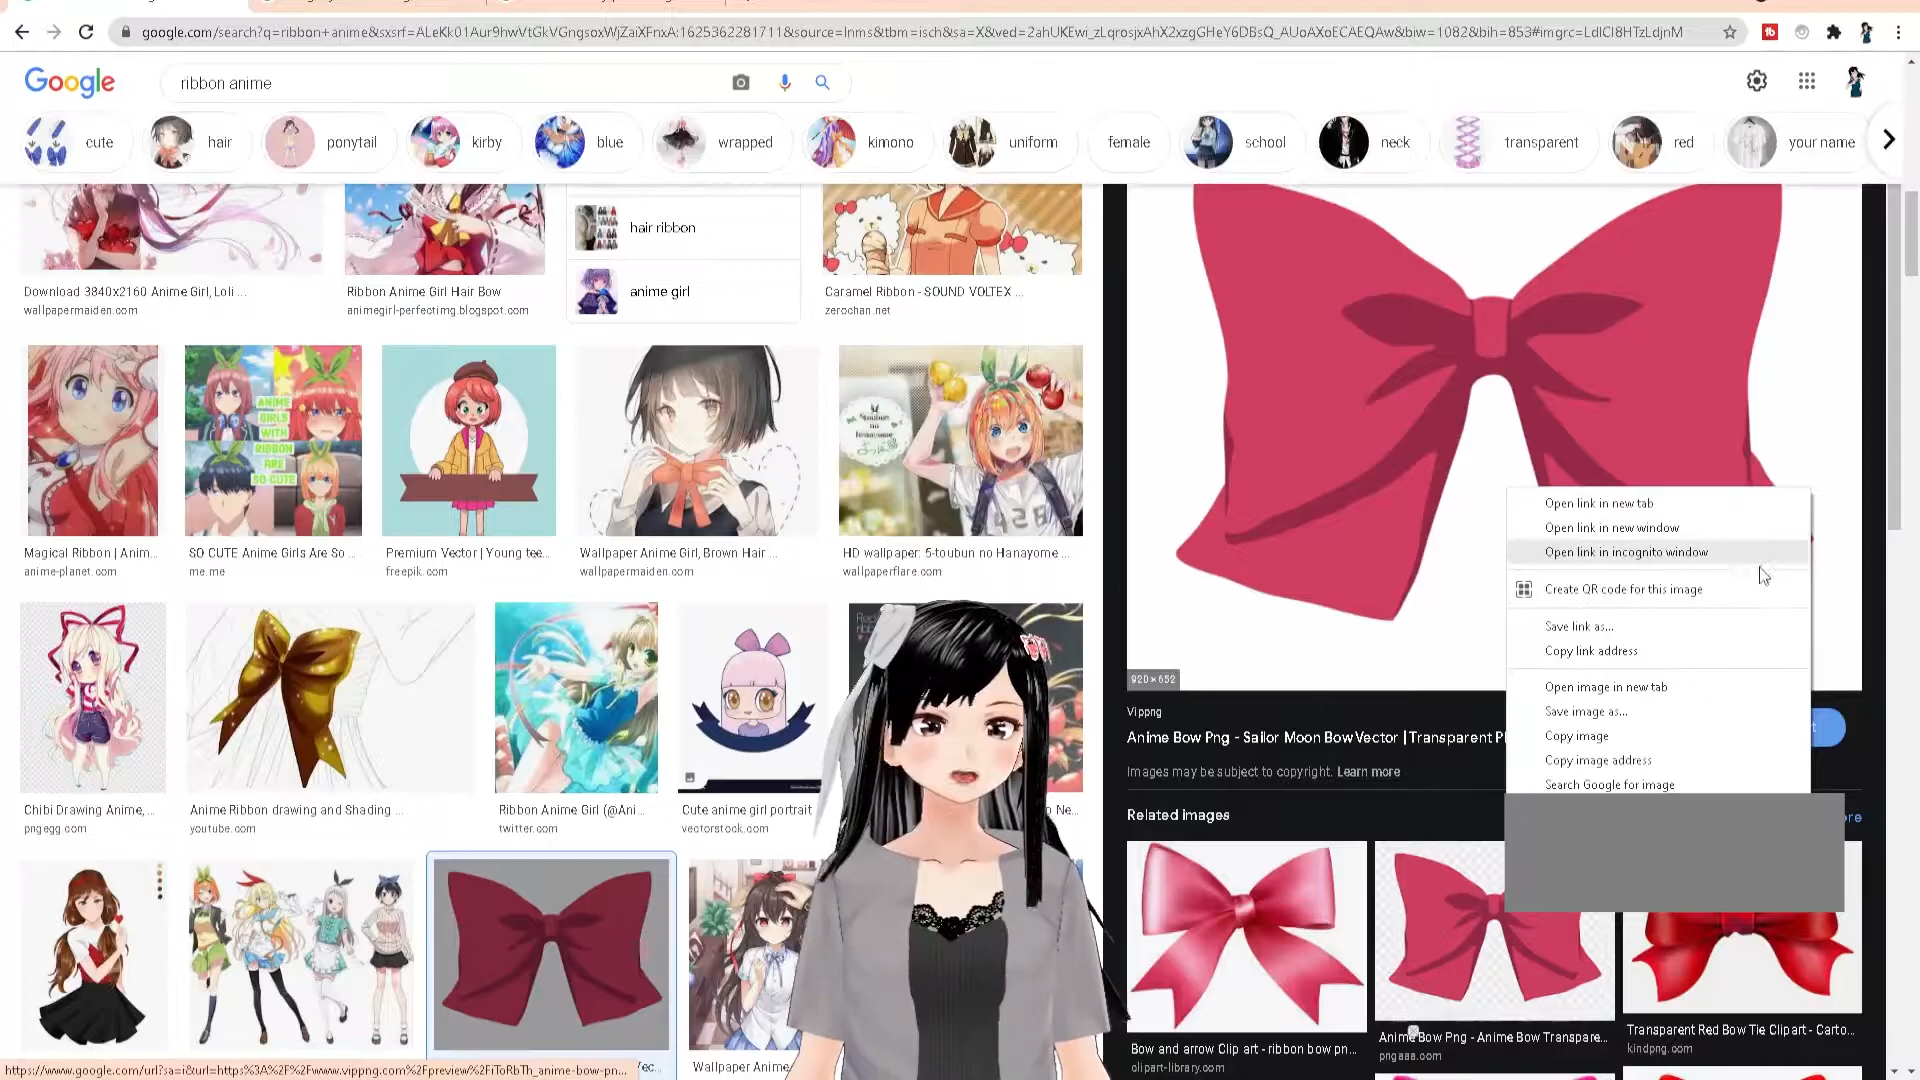 google.com/search?q=ribbon+anime&sxsrf=ALeKk01Aur9hwVtGkVGngsoxWjZaiXFnxA:1625362281711&source=lnms&tbm=isch&sa=X&ved=2ahUKEwi_zLqrosjxAhX2xzgGHeY6DBsQ_AUoAXoECAEQAw&biw=1082&bih=853#imgrc=LdlCI8HTzLdjnM
Google
ribbon anime
cute
hair
ponytail
kirby
blue
wrapped
kimono
uniform
female
school
neck
transparent
red
your name
hair ribbon
anime girl
Download 3840x2160 Anime Girl, Loli ...
wallpapermaiden.com
Ribbon Anime Girl Hair Bow
animegirl-perfectimg.blogspot.com
Caramel Ribbon - SOUND VOLTEX ...
zerochan.net
ANIME
GIRLS
WITH
RIBBON
ARE
SO CUTE
Magical Ribbon | Anim...
anime-planet.com
SO CUTE Anime Girls Are So ...
me.me
Premium Vector | Young tee...
freepik.com
Wallpaper Anime Girl, Brown Hair ...
wallpapermaiden.com
HD wallpaper: 5-toubun no Hanayome ...
wallpaperflare.com
Chibi Drawing Anime, ...
pngegg.com
Anime Ribbon drawing and Shading ...
youtube.com
Ribbon Anime Girl (@Ani...
twitter.com
Cute anime girl portrait
vectorstock.com
Ne...
Vec...
Wallpaper Anime
920×652
Vippng
Anime Bow Png - Sailor Moon Bow Vector | Transparent
Images may be subject to copyright. Learn more
Related images
Open link in new tab
Open link in new window
Open link in incognito window
Create QR code for this image
Save link as...
Copy link address
Open image in new tab
Save image as...
Copy image
Copy image address
Search Google for image
Bow and arrow Clip art - ribbon bow pn...
clipart-library.com
Anime Bow Png - Anime Bow Transpare...
pngaaa.com
Transparent Red Bow Tie Clipart - Carto...
kindpng.com
https://www.google.com/url?sa=i&url=https%3A%2F%2Fwww.vippng.com%2Fpreview%2FiToRbTh_anime-bow-pn...